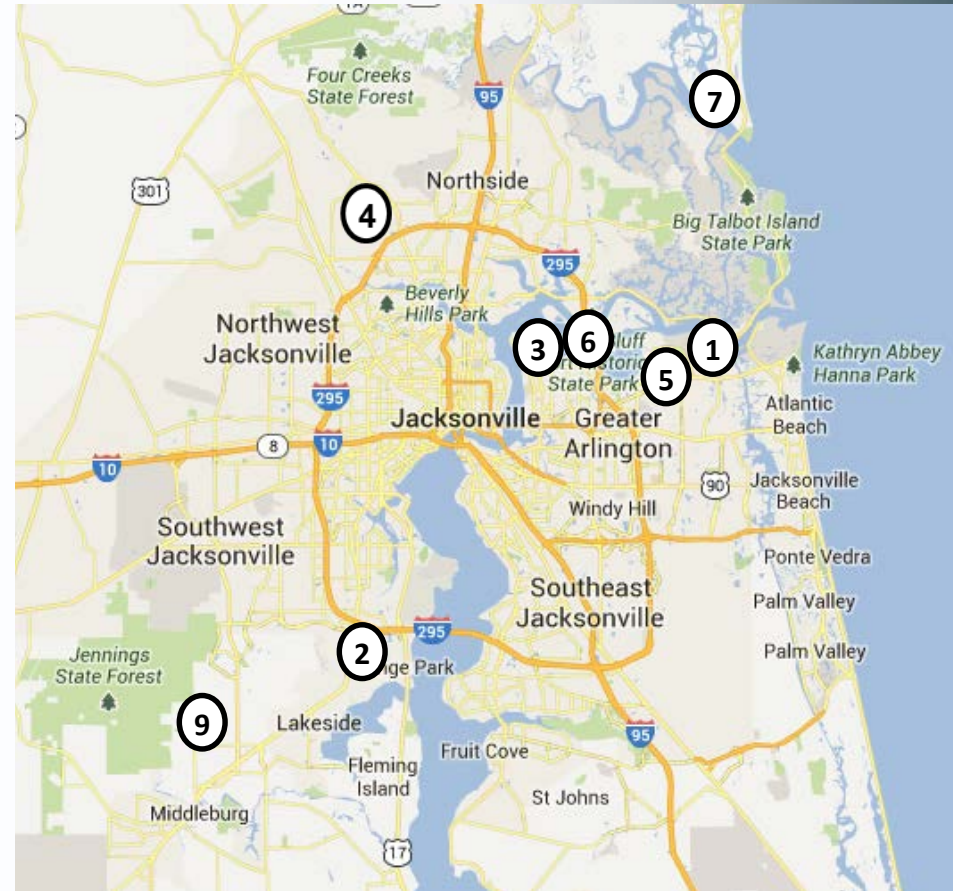 1A
Four Creeks
State Forest
95
7
301
Northside
4
Big Talbot Island
State Park
295
Beverly
Hills Park
Northwest
Jacksonville
3
6
Bluff
State Park
1
5
Kathryn Abbey
Hanna Park
295
Jacksonville
Greater
Arlington
Atlantic
Beach
8
10
10
90
Jacksonville
Beach
Windy Hill
Southwest
Jacksonville
Ponte Vedra
Southeast
Jacksonville
Palm Valley
295
2
Park
Palm Valley
Jennings
State Forest
9
Lakeside
95
Fruit Cove
Fleming
Island
St Johns
Middleburg
17